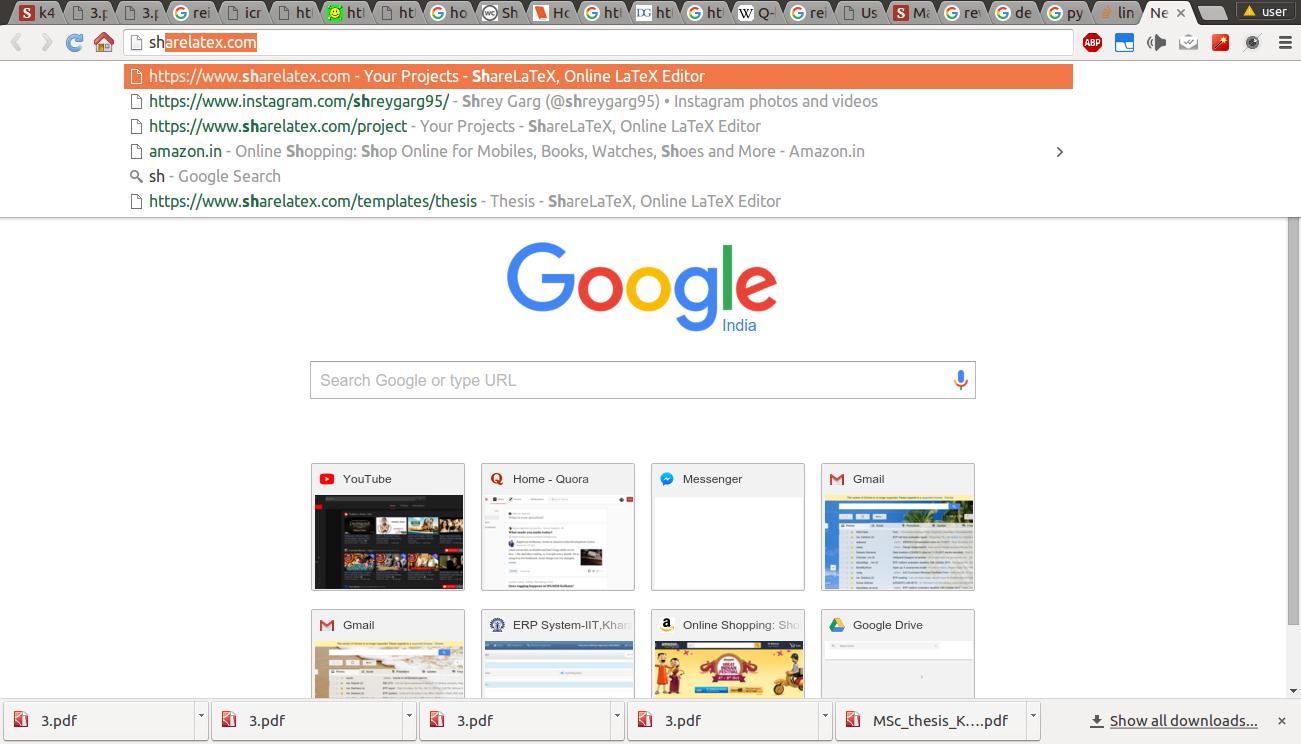 k4 3.p 3.p rei icr ht ht ht ho Sh Ho htl ht ht Q- rei Us Ma re de py lin Ne user
sharelatex.com ABP
https://www.sharelatex.com - Your Projects - ShareLaTeX, Online LaTeX Editor
https://www.instagram.com/shreygarg95/ - Shrey Garg (@shreygarg95) • Instagram photos and videos
https://www.sharelatex.com/project - Your Projects - ShareLaTeX, Online LaTeX Editor
amazon.in - Online Shopping: Shop Online for Mobiles, Books, Watches, Shoes and More - Amazon.in
sh - Google Search
https://www.sharelatex.com/templates/thesis - Thesis - ShareLaTeX, Online LaTeX Editor
Google
India
Search Google or type URL
YouTube Home - Quora Messenger Gmail
Gmail ERP System-IIT,Khar Online Shopping: Sho Google Drive
3.pdf 3.pdf 3.pdf 3.pdf MSc_thesis_K....pdf Show all downloads...